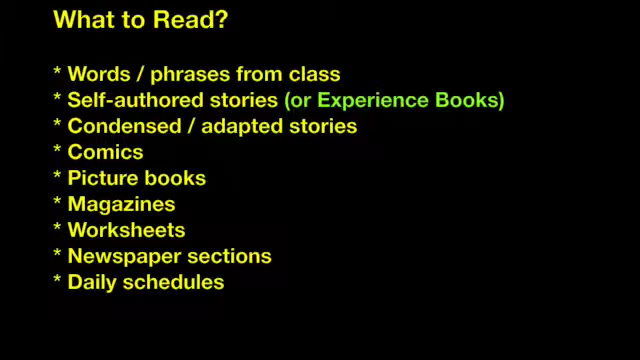 What to Read?
* Words / phrases from class
* Self-authored stories (or Experience Books)
* Condensed / adapted stories
* Comics
* Picture books
* Magazines
* Worksheets
* Newspaper sections
* Daily schedules